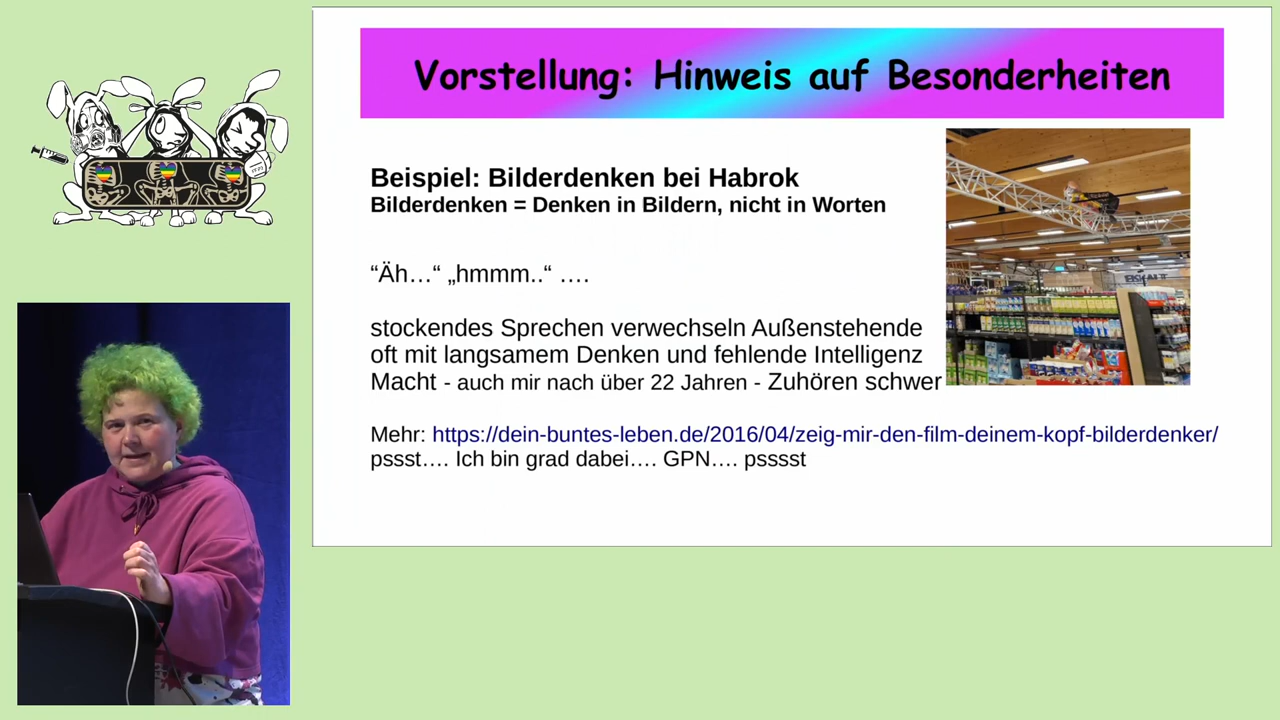 Vorstellung: Hinweis auf Besonderheiten
Beispiel: Bilderdenken bei Habrok
Bilderdenken = Denken in Bildern, nicht in Worten
“Äh…“ „hmmm..“ ….
stockendes Sprechen verwechseln Außenstehende
oft mit langsamem Denken und fehlende Intelligenz
Macht - auch mir nach über 22 Jahren - Zuhören schwer
Mehr: https://dein-buntes-leben.de/2016/04/zeig-mir-den-film-deinem-kopf-bilderdenker/
pssst…. Ich bin grad dabei…. GPN…. psssst